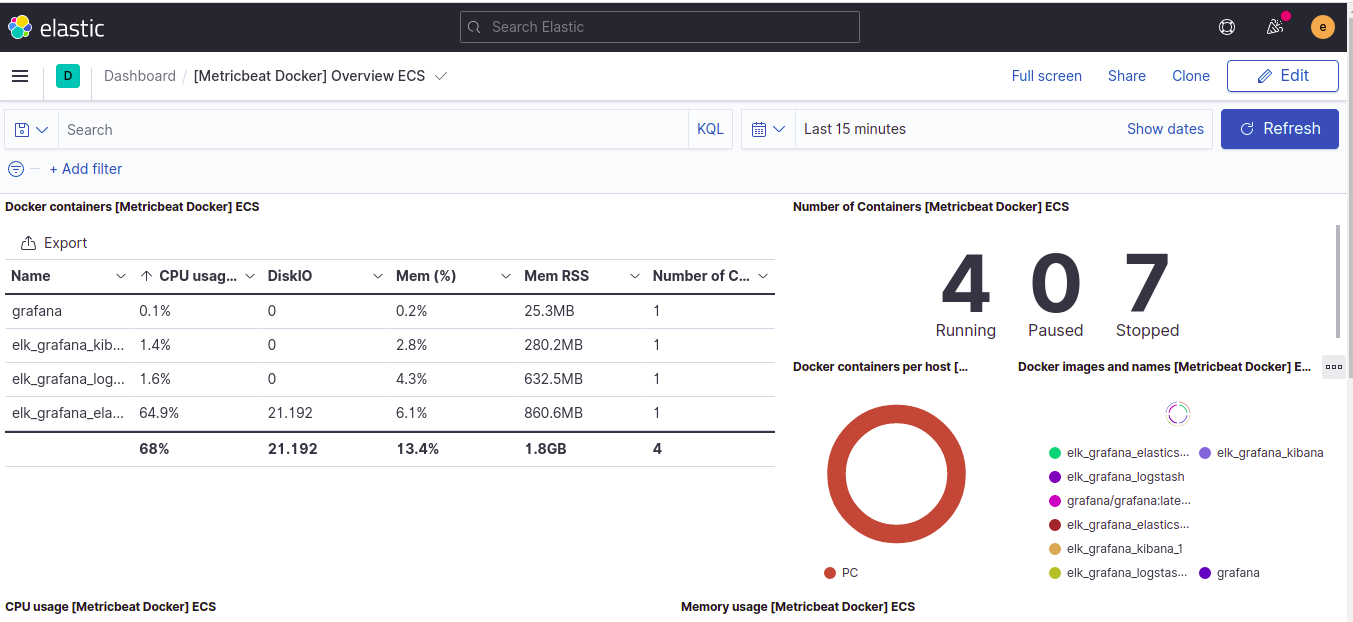 elastic
Search Elastic
e
D
Dashboard / [Metricbeat Docker] Overview ECS
Full screen
Share
Clone
Edit
Search
KQL
Last 15 minutes
Show dates
Refresh
+ Add filter
Docker containers [Metricbeat Docker] ECS
Export
Name CPU usag... DiskIO Mem (%) Mem RSS Number of C...
grafana 0.1% 0 0.2% 25.3MB 1
elk_grafana_kib... 1.4% 0 2.8% 280.2MB 1
elk_grafana_log... 1.6% 0 4.3% 632.5MB 1
elk_grafana_ela... 64.9% 21.192 6.1% 860.6MB 1
68% 21.192 13.4% 1.8GB 4
Number of Containers [Metricbeat Docker] ECS
4 0 7
Running Paused Stopped
Docker containers per host [...
PC
Docker images and names [Metricbeat Docker] E...
elk_grafana_elastics... elk_grafana_kibana
elk_grafana_logstash
grafana/grafana:late...
elk_grafana_elastics...
elk_grafana_kibana_1
elk_grafana_logstas... grafana
CPU usage [Metricbeat Docker] ECS
Memory usage [Metricbeat Docker] ECS